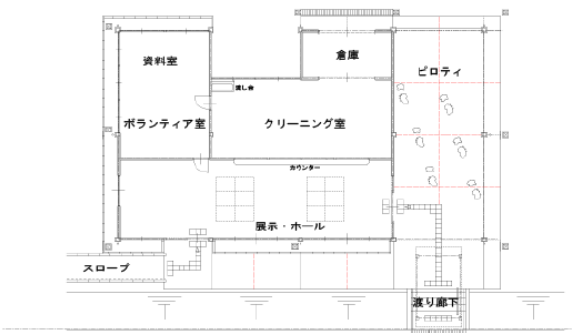 資料室
倉庫
ピロティ
流し台
ボランティア室
クリーニング室
カウンター
展示・ホール
スロープ
渡り廊下